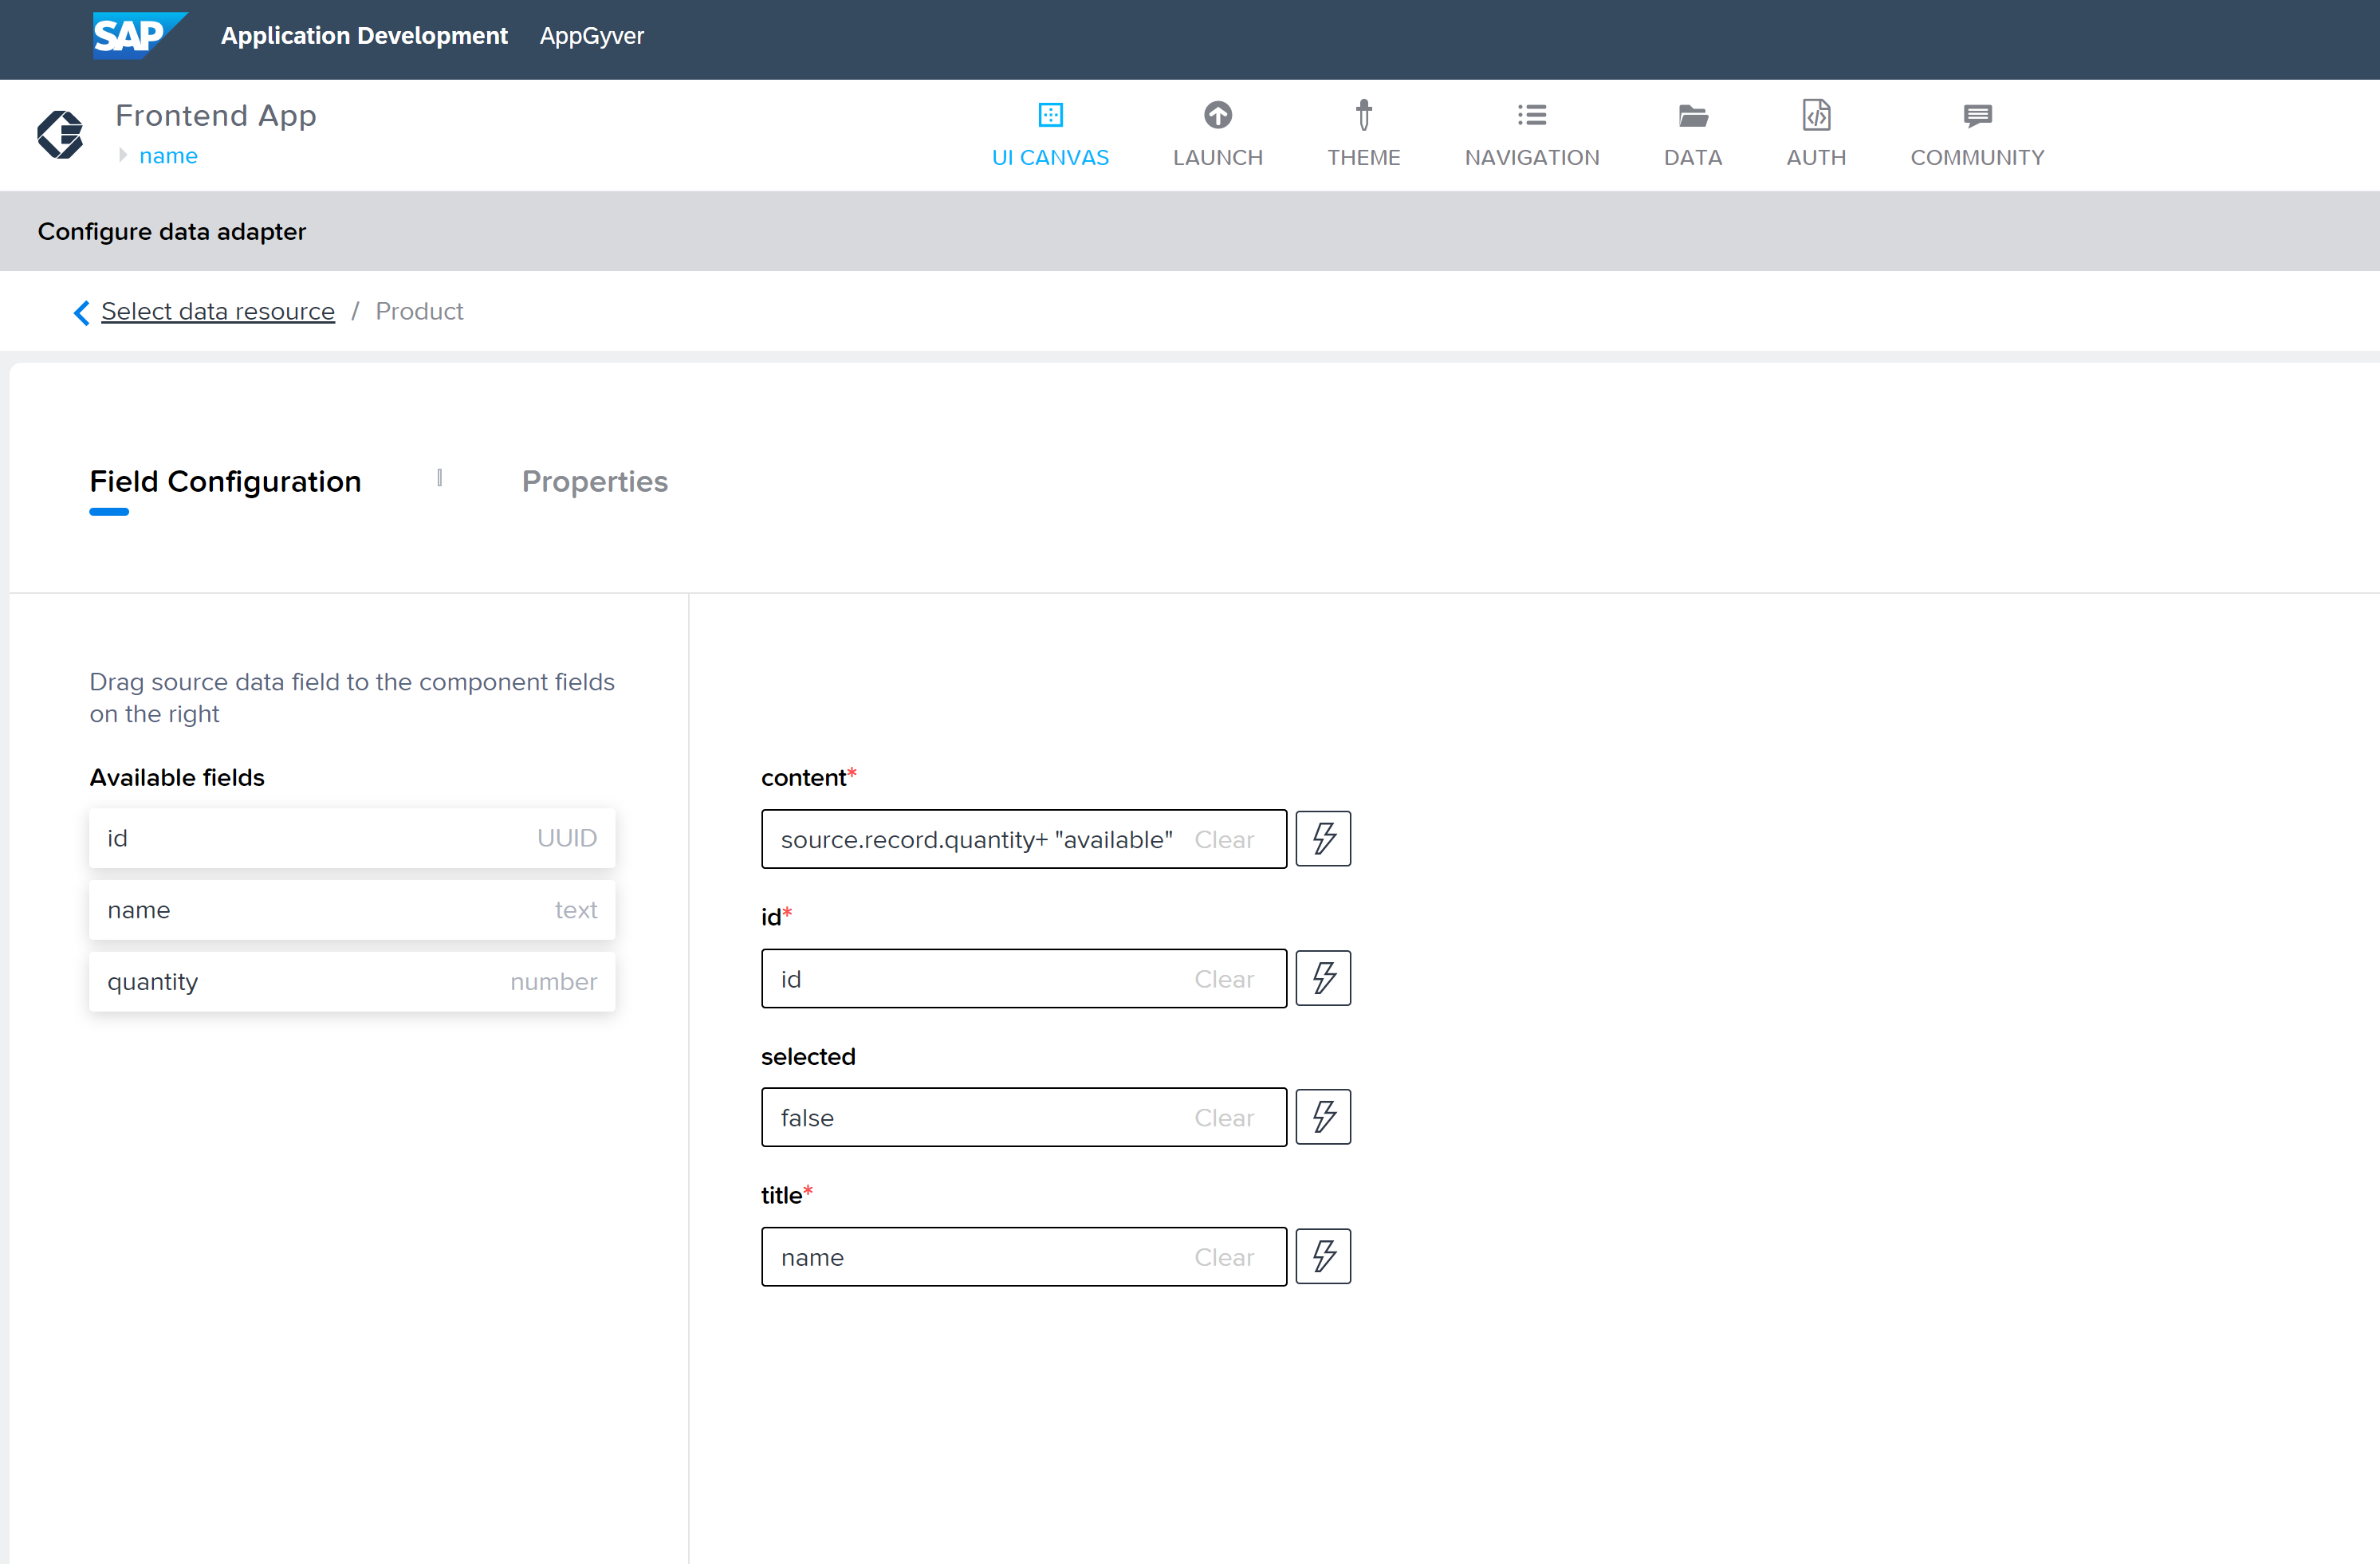 SAP Application Development AppGyver
Frontend App
name
UI CANVAS LAUNCH THEME NAVIGATION DATA AUTH COMMUNITY
Configure data adapter
Select data resource / Product
Field Configuration Properties
Drag source data field to the component fields
on the right
Available fields
id UUID
name text
quantity number
content*
source.record.quantity+ "available" Clear
id*
id Clear
selected
false Clear
title*
name Clear